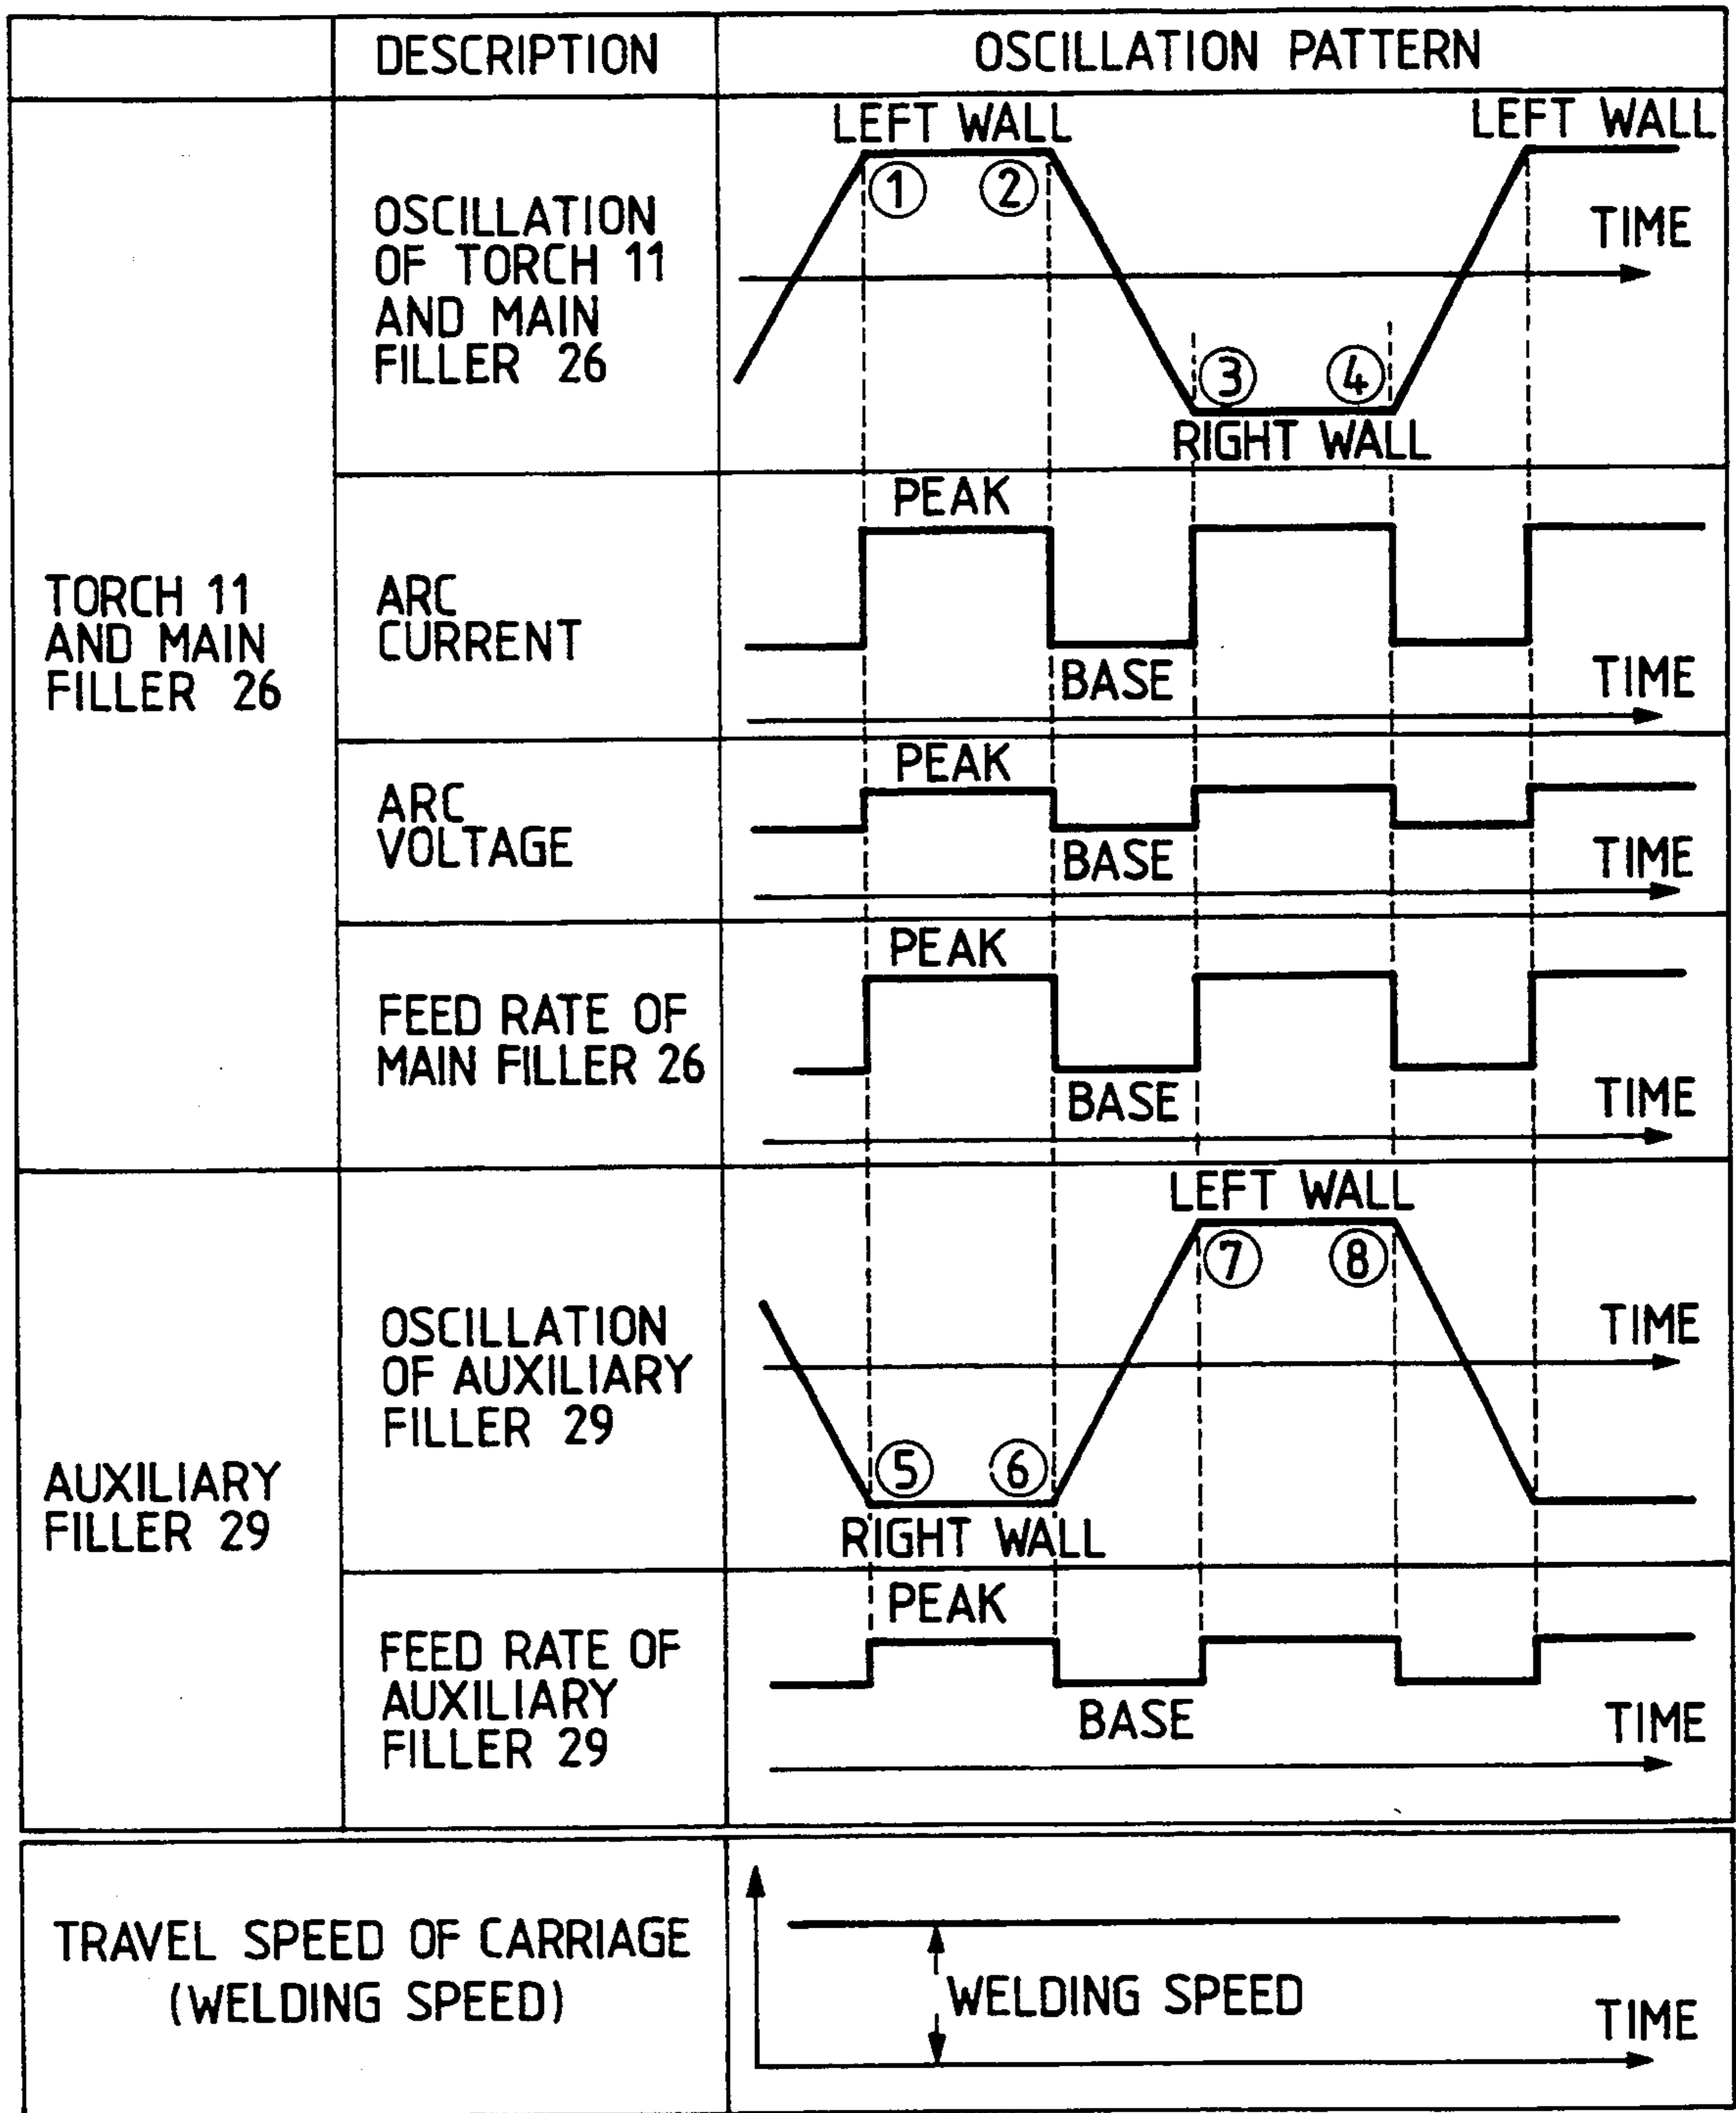 DESCRIPTION
OSCILLATION PATTERN
TORCH 11
AND MAIN
FILLER 26
OSCILLATION
OF TORCH 11
AND MAIN
FILLER 26
LEFT WALL
LEFT WALL
① ②
TIME
③ ④
RIGHT WALL
ARC
CURRENT
PEAK
BASE
TIME
ARC
VOLTAGE
PEAK
BASE
TIME
FEED RATE OF
MAIN FILLER 26
PEAK
BASE
TIME
AUXILIARY
FILLER 29
OSCILLATION
OF AUXILIARY
FILLER 29
LEFT WALL
⑦ ⑧
TIME
⑤ ⑥
RIGHT WALL
FEED RATE OF
AUXILIARY
FILLER 29
PEAK
BASE
TIME
TRAVEL SPEED OF CARRIAGE
(WELDING SPEED)
WELDING SPEED
TIME